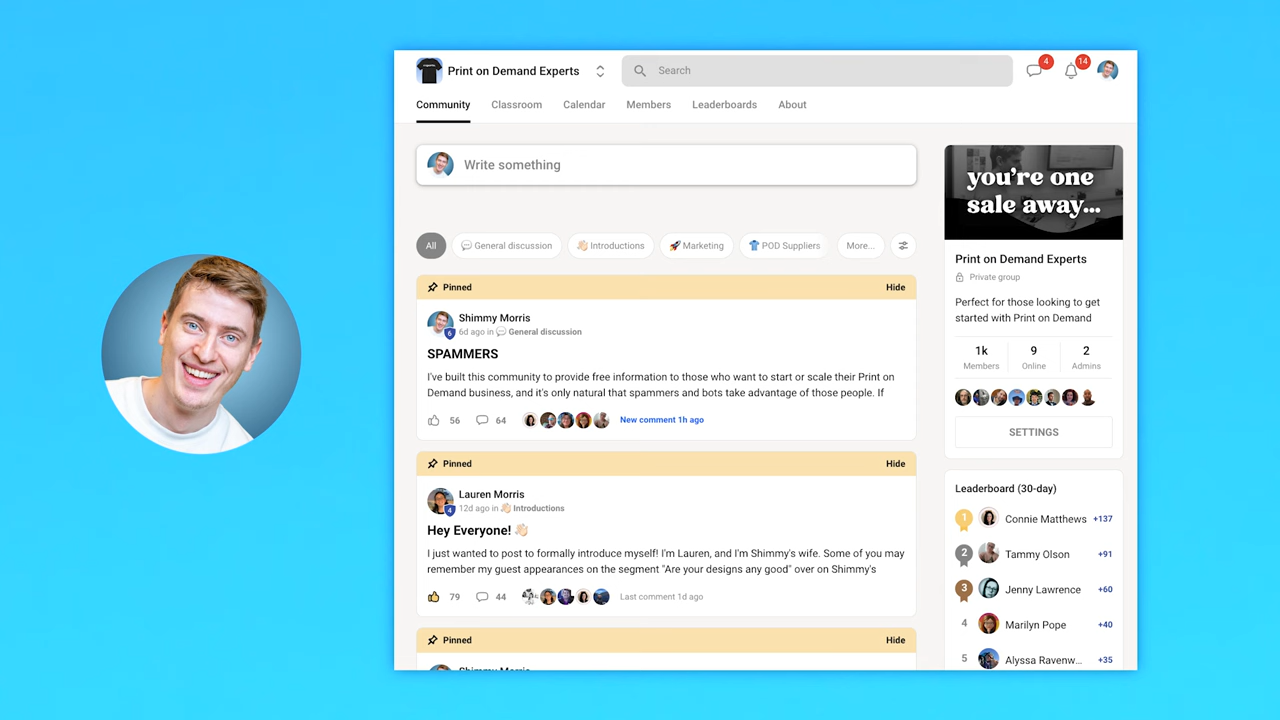 Print on Demand Experts
Search
4
14
Community Classroom Calendar Members Leaderboards About
Write something
All General discussion Introductions Marketing POD Suppliers More...
Pinned Hide
Shimmy Morris
6
6d ago in General discussion
SPAMMERS
I've built this community to provide free information to those who want to start or scale their Print on
Demand business, and it's only natural that spammers and bots take advantage of those people. If
56 64 New comment 1h ago
Pinned Hide
Lauren Morris
4
12d ago in Introductions
Hey Everyone!
I just wanted to post to formally introduce myself! I'm Lauren, and I'm Shimmy's wife. Some of you may
remember my guest appearances on the segment "Are your designs any good" over on Shimmy's
79 44 Last comment 1d ago
Pinned Hide
Shimmy Morris
you're one
sale away...
Print on Demand Experts
Private group
Perfect for those looking to get
started with Print on Demand
1k 9 2
Members Online Admins
SETTINGS
Leaderboard (30-day)
1 Connie Matthews +137
2 Tammy Olson +91
3 Jenny Lawrence +60
4 Marilyn Pope +40
5 Alyssa Ravenw... +35